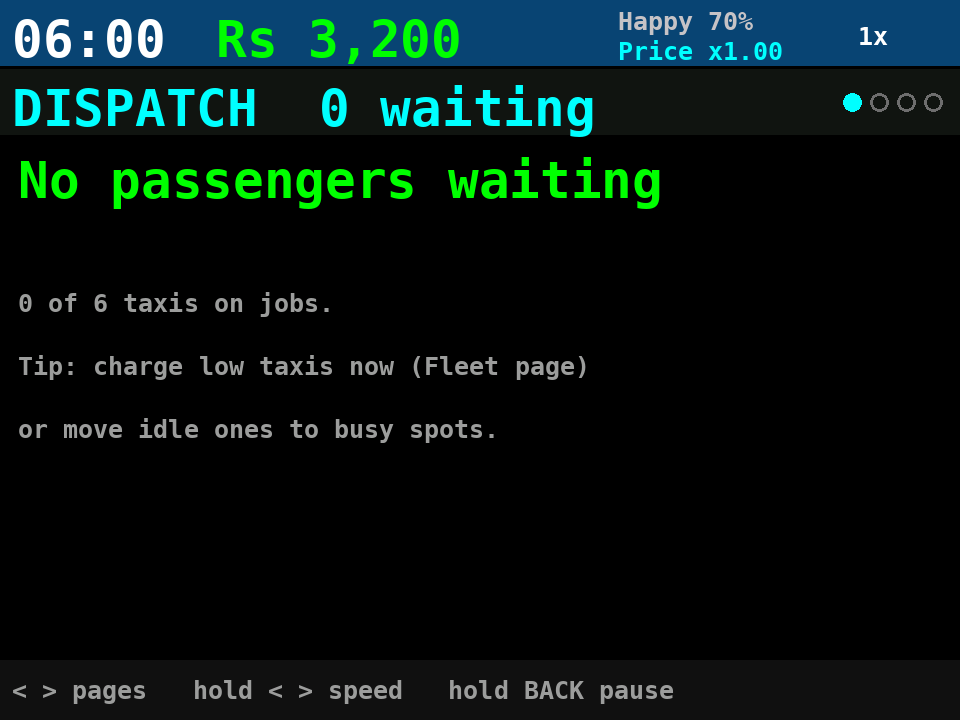 06:00 Rs 3,200 Happy 70% 1x
Price x1.00
DISPATCH 0 waiting
No passengers waiting
0 of 6 taxis on jobs.
Tip: charge low taxis now (Fleet page)
or move idle ones to busy spots.
< > pages hold < > speed hold BACK pause